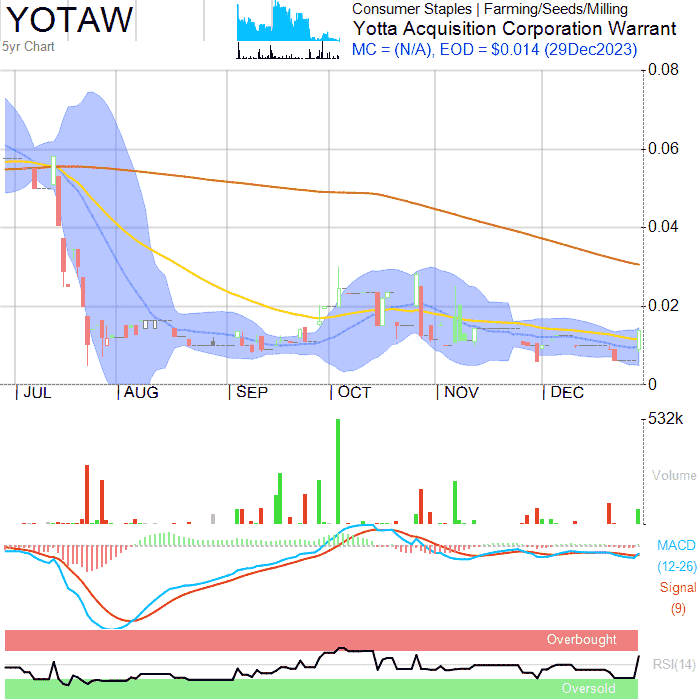 YOTAW
5yr Chart
Consumer Staples | Farming/Seeds/Milling
Yotta Acquisition Corporation Warrant
MC = (N/A), EOD = $0.014 (29Dec2023)
0.08
0.06
0.04
0.02
0
JUL AUG SEP OCT NOV DEC
532k
Volume
0
MACD
(12-26)
Signal
(9)
Overbought
RSI(14)
Oversold